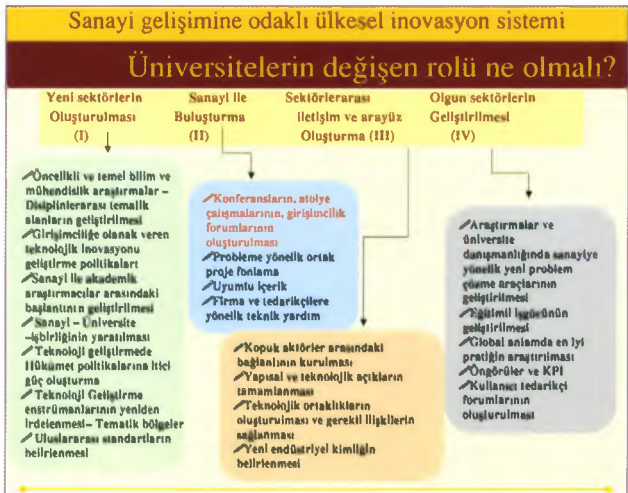 Sanayi gelişimine odaklı ülkesel inovasyon sistemi
Üniversitelerin değişen rolü ne olmalı?
Yeni sektörlerin
Oluşturulması
(I)
Sanayi ile
Buluşturma
(II)
Sektörlerarası
iletişim ve arayüz
Oluşturma (III)
Olgun sektörlerin
Geliştirilmesi
(IV)
Öncelikli ve temel bilim ve
mühendislik araştırmalar –
Disiplinlerarası tematik
alanların geliştirilmesi
Girişimciliğe olanak veren
teknolojik inovasyonu
geliştirme politikaları
Sanayi ile akademik
araştırmacılar arasındaki
bağlantının geliştirilmesi
Sanayi – Üniversite
–işbirliğinin yaratılması
Teknoloji geliştirmede
Hükümet politikalarına itici
güç oluşturma
Teknoloji Geliştirme
enstrümanlarının yeniden
irdelenmesi– Tematik bölgeler
Uluslararası standartların
belirlenmesi
Konferansların, atolye
çalışmalarının, girişimcilik
forumlarının
oluşturulması
Probleme yönelik ortak
proje fonlama
Uyumlu içerik
Firma ve tedarikçilere
yönelik teknik yardım
Kopuk aktörler arasındaki
bağlantının kurulması
Yapısal ve teknolojik açıkların
tamamlanması
Teknolojik ortaklıkların
oluşturulması ve gerekli ilişkilerin
sağlanması
Yeni endüstriyel kimliğin
belirlenmesi
Araştırmalar ve
üniversite
danışmanlığında sanayiye
yönelik yeni problem
çözme araçlarının
geliştirilmesi
Eğitimli işgücünün
geliştirilmesi
Global anlamda en iyi
pratiğin araştırılması
Öngörüler ve KPI
Kullanıcı tedarikçi
forumlarının
oluşturulması